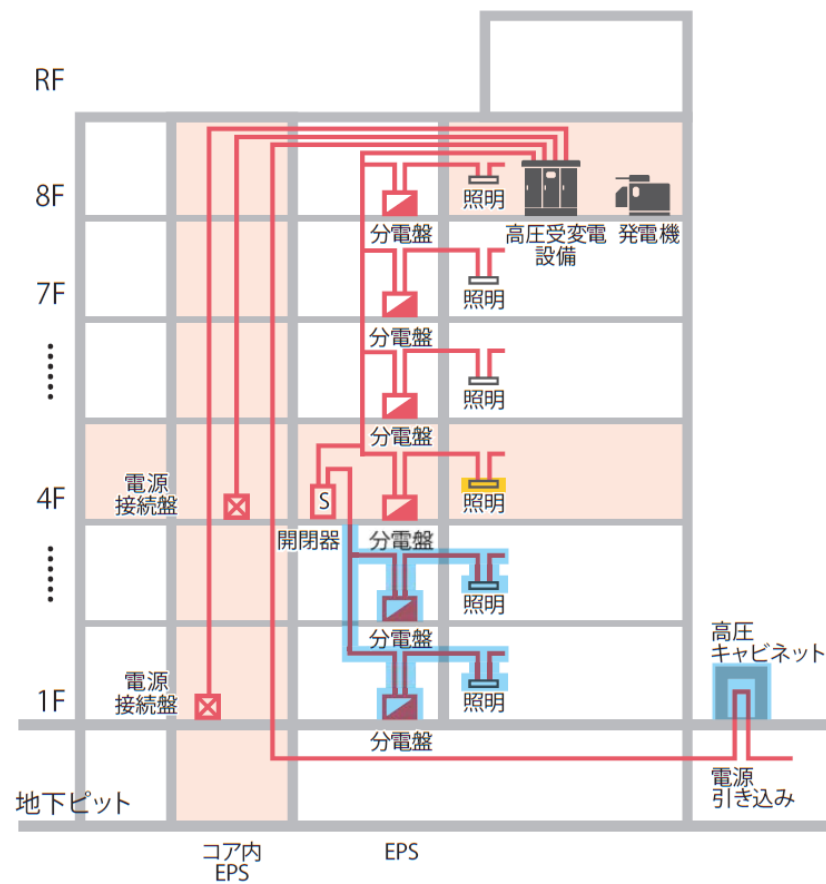 RF
8F
照明
分電盤
高圧受変電
設備
発電機
7F
照明
分電盤
照明
分電盤
電源
接続盤
4F
S
開閉器
照明
分電盤
照明
分電盤
高圧
キャビネット
電源
接続盤
1F
照明
分電盤
電源
引き込み
地下ピット
コア内
EPS
EPS